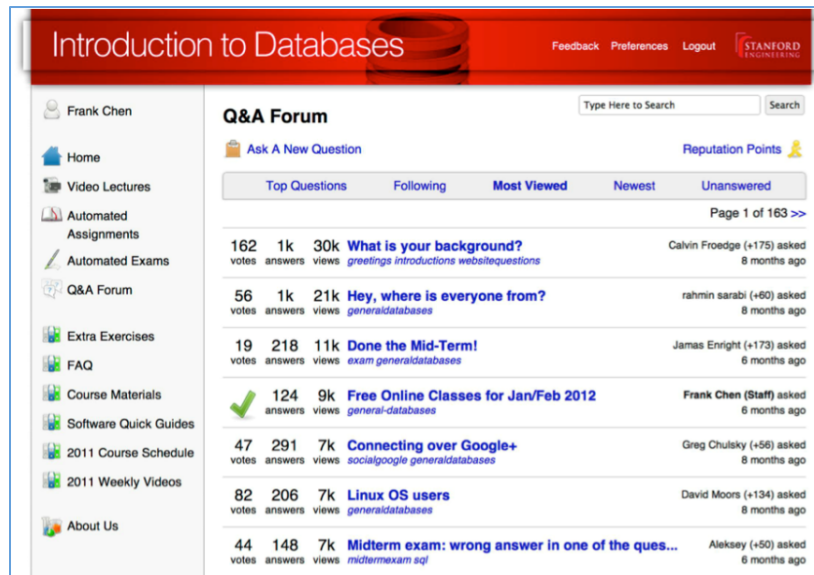 Introduction to Databases
Feedback Preferences Logout STANFORD
ENGINEERING
Frank Chen
Home
Video Lectures
Automated
Assignments
Automated Exams
Q&A Forum
Extra Exercises
FAQ
Course Materials
Software Quick Guides
2011 Course Schedule
2011 Weekly Videos
About Us
Q&A Forum
Type Here to Search Search
Ask A New Question Reputation Points
Top Questions Following Most Viewed Newest Unanswered
Page 1 of 163 >>
162 1k 30k What is your background? Calvin Froedge (+175) asked
votes answers views greetings introductions websitequestions 8 months ago
56 1k 21k Hey, where is everyone from? rahmin sarabi (+60) asked
votes answers views generaldatabases 8 months ago
19 218 11k Done the Mid-Term! Jamas Enright (+173) asked
votes answers views exam generaldatabases 6 months ago
124 9k Free Online Classes for Jan/Feb 2012 Frank Chen (Staff) asked
answers views general-databases 6 months ago
47 291 7k Connecting over Google+ Greg Chulsky (+56) asked
votes answers views socialgoogle generaldatabases 8 months ago
82 206 7k Linux OS users David Moors (+134) asked
votes answers views generaldatabases 8 months ago
44 148 7k Midterm exam: wrong answer in one of the ques... Aleksey (+50) asked
votes answers views midtermexam sql 6 months ago